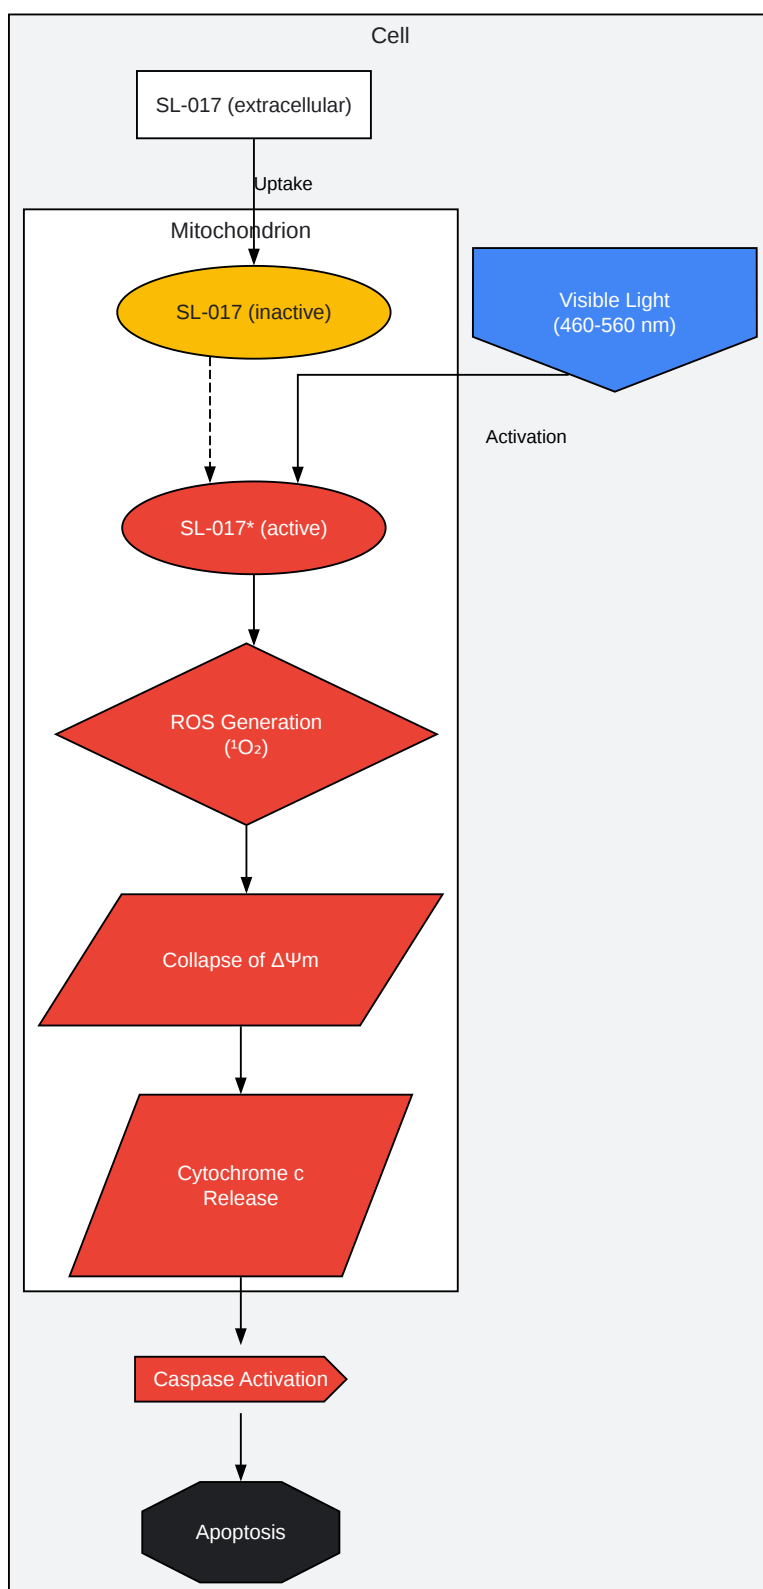 Cell
SL-017 (extracellular)
Uptake
Mitochondrion
SL-017 (inactive)
Visible Light
(460-560 nm)
Activation
SL-017* (active)
ROS Generation
(¹O₂)
Collapse of ΔΨm
Cytochrome c
Release
Caspase Activation
Apoptosis